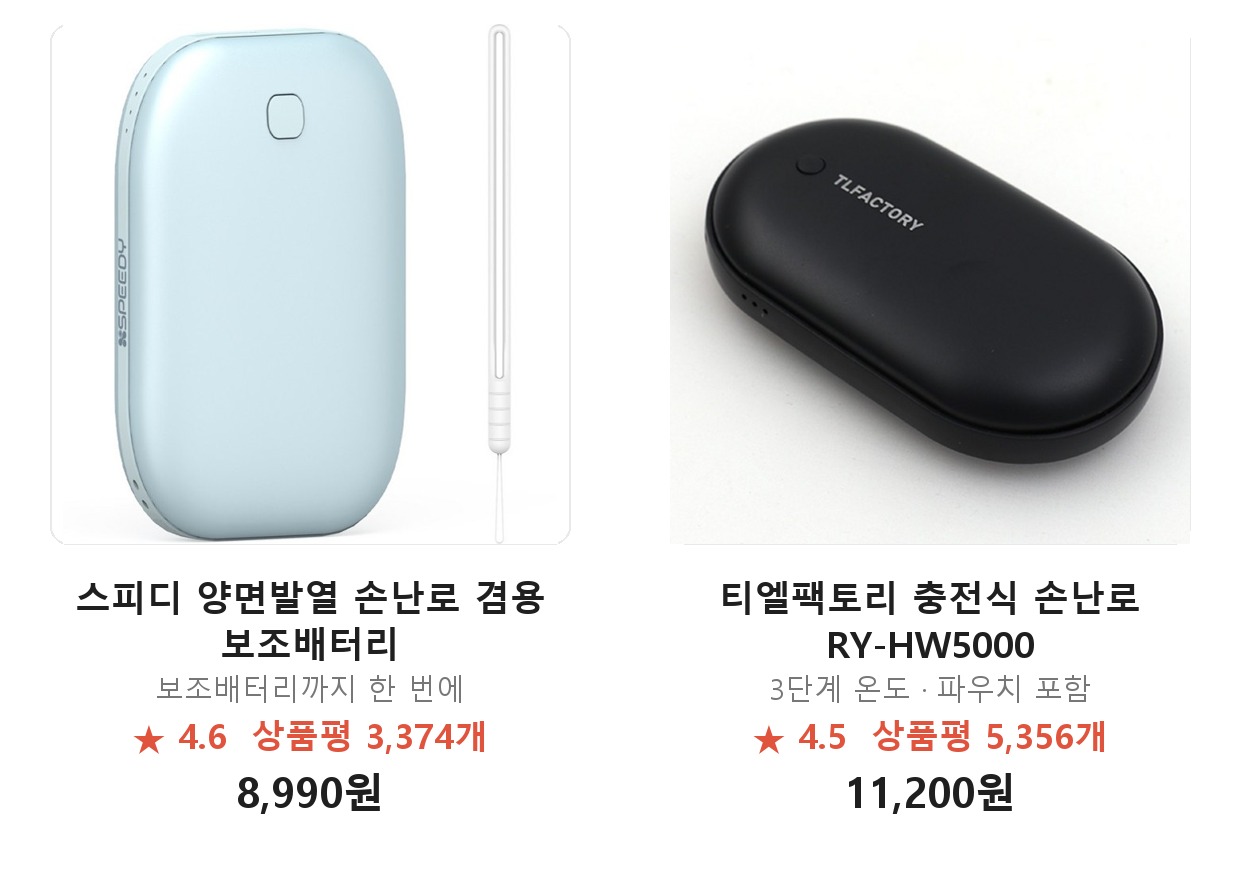 SPEEDY
스피디 양면발열 손난로 겸용
보조배터리
보조배터리까지 한 번에
★ 4.6 상품평 3,374개
8,990원
TLFACTORY
티엘팩토리 충전식 손난로
RY-HW5000
3단계 온도 · 파우치 포함
★ 4.5 상품평 5,356개
11,200원